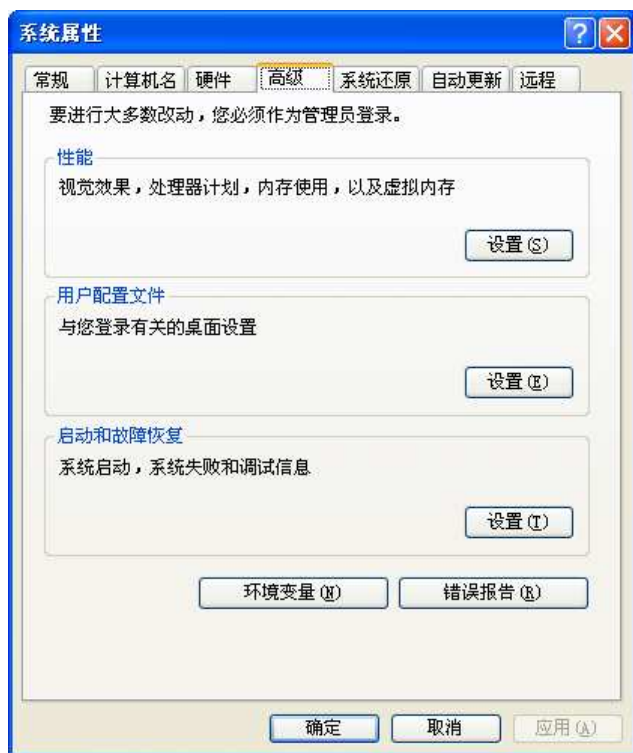 系统属性
常规 计算机名 硬件 高级 系统还原 自动更新 远程
要进行大多数改动，您必须作为管理员登录。
性能
视觉效果，处理器计划，内存使用，以及虚拟内存
设置(S)
用户配置文件
与您登录有关的桌面设置
设置(E)
启动和故障恢复
系统启动，系统失败和调试信息
设置(T)
环境变量(N) 错误报告(R)
确定 取消 应用(A)